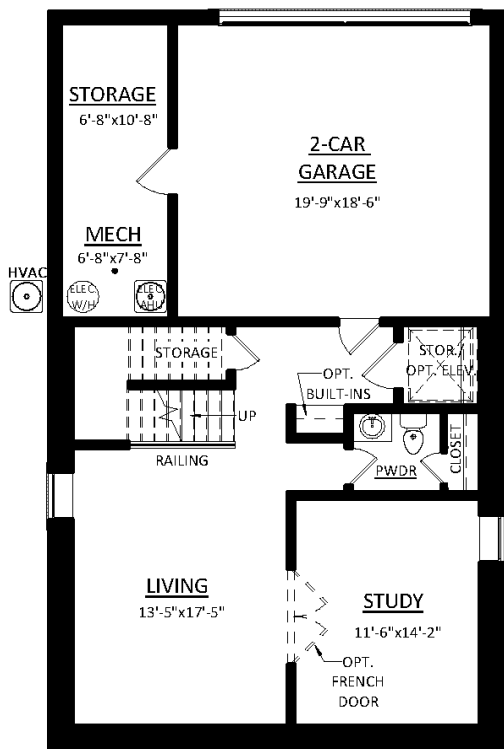 STORAGE
6'-8"x10'-8"
2-CAR
GARAGE
19'-9"x18'-6"
MECH
6'-8"x7'-8"
HVAC
ELEC.
W/H
ELEC.
AHU
STORAGE
STOR./
OPT. ELEV.
OPT.
BUILT-INS
UP
RAILING
PWDR
CLOSET
LIVING
13'-5"x17'-5"
STUDY
11'-6"x14'-2"
OPT.
FRENCH
DOOR